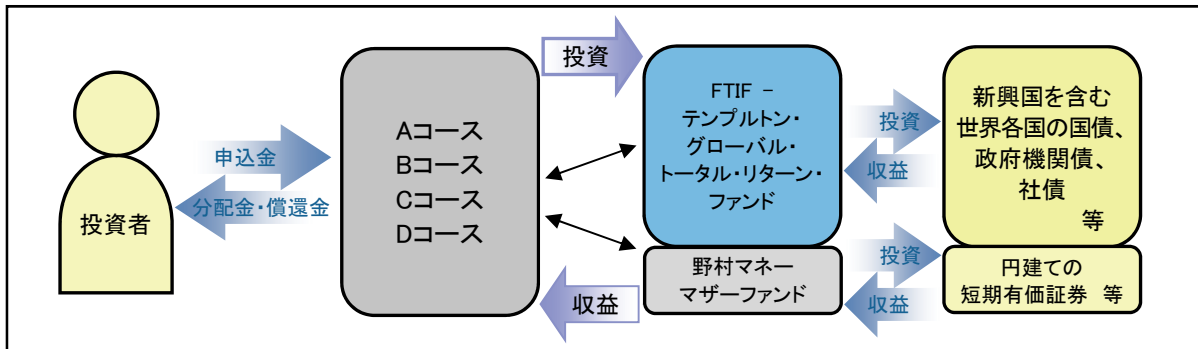 投資者
申込金
分配金・償還金
Aコース
Bコース
Cコース
Dコース
投資
収益
FTIF －
テンプルトン・
グローバル・
トータル・リターン・
ファンド
野村マネー
マザーファンド
投資
収益
投資
収益
新興国を含む
世界各国の国債、
政府機関債、
社債
等
円建ての
短期有価証券　等